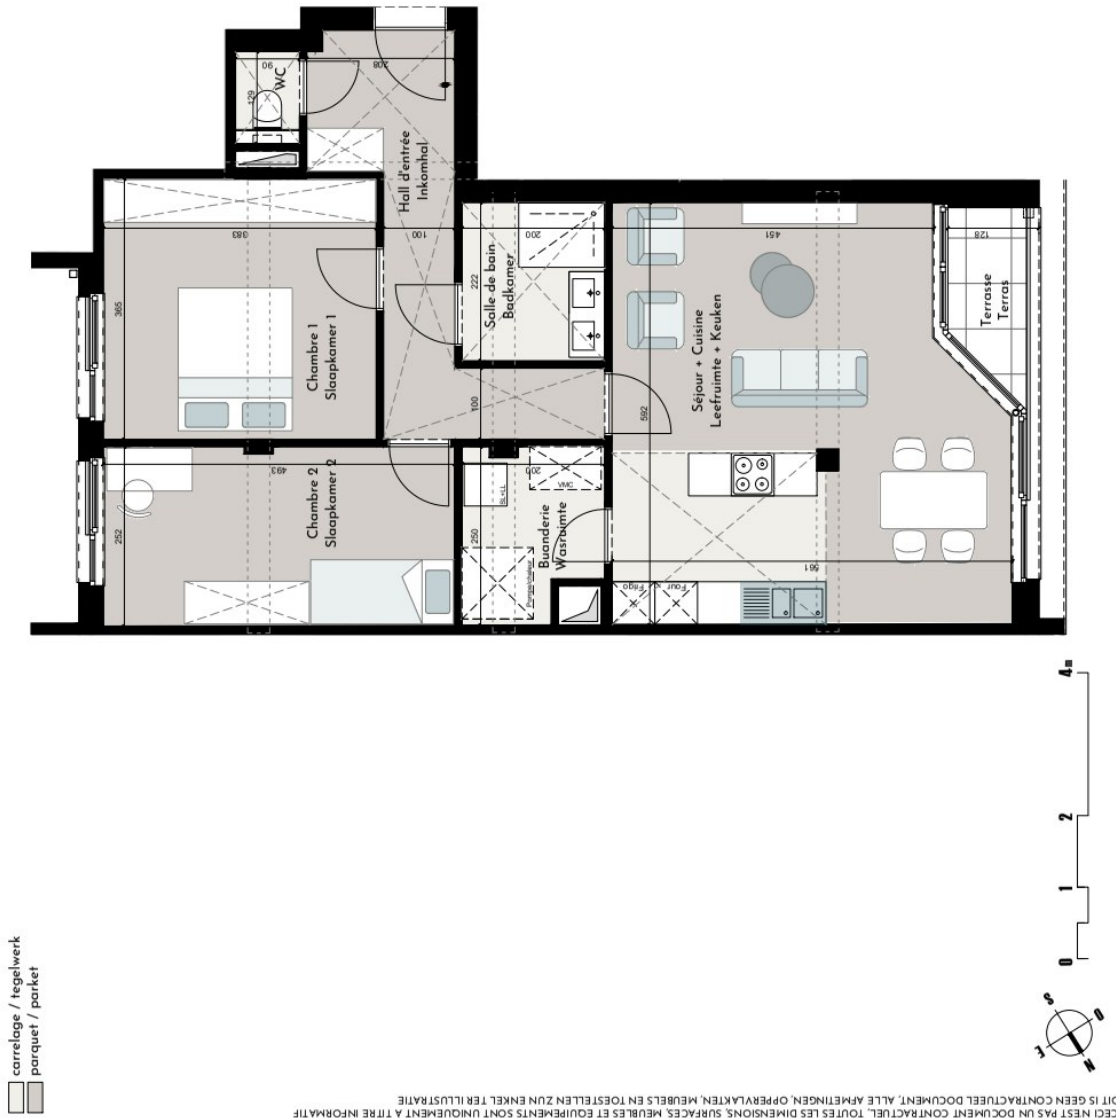 90
WC
129
208
Hall d'entrée
Inkomhal
383
100
200
451
128
365
222
Chambre 1
Slaapkamer 1
Salle de bain
Badkamer
Séjour + Cuisine
Leefruimte + Keuken
Terrasse
Terras
100
592
493
Chambre 2
Slaapkamer 2
252
SL+LL
200
VMC
250
Buanderie
Wasruimte
Pompe/chaleur
Frigo
Four
561
4m
2
1
0
S
O
E
N
carrelage / tegelwerk
parquet / parket
CECI N'EST PAS UN DOCUMENT CONTRACTUEL, TOUTES LES DIMENSIONS, SURFACES, MEUBLES ET EQUIPEMENTS SONT UNIQUEMENT A TITRE INFORMATIF
DIT IS GEEN CONTRACTUEEL DOCUMENT, ALLE AFMETINGEN, OPPERVLAKTEN, MEUBELS EN TOESTELLEN ZIJN ENKEL TER ILLUSTRATIE